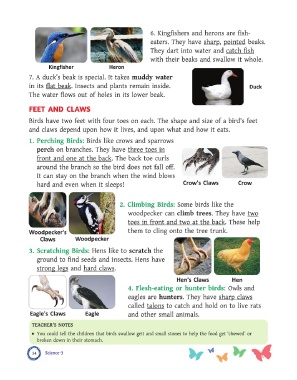 6. Kingfishers and herons are fish-
eaters. They have sharp, pointed beaks.
They dart into water and catch fish
with their beaks and swallow it whole.
Kingfisher
Heron
7. A duck's beak is special. It takes muddy water
in its flat beak. Insects and plants remain inside.
The water flows out of holes in its lower beak.
Duck
FEET AND CLAWS
Birds have two feet with four toes on each. The shape and size of a bird's feet
and claws depend upon how it lives, and upon what and how it eats.
1. Perching Birds: Birds like crows and sparrows
perch on branches. They have three toes in
front and one at the back. The back toe curls
around the branch so the bird does not fall off.
It can stay on the branch when the wind blows
hard and even when it sleeps!
Crow's Claws
Crow
2. Climbing Birds: Some birds like the
woodpecker can climb trees. They have two
toes in front and two at the back. These help
them to cling onto the tree trunk.
Woodpecker's
Claws
Woodpecker
3. Scratching Birds: Hens like to scratch the
ground to find seeds and insects. Hens have
strong legs and hard claws.
Hen's Claws
Hen
4. Flesh-eating or hunter birds: Owls and
eagles are hunters. They have sharp claws
called talons to catch and hold on to live rats
and other small animals.
Eagle's Claws
Eagle
TEACHER'S NOTES
• You could tell the children that birds swallow grit and small stones to help the food get 'chewed' or
broken down in their stomach.
34
Science-3